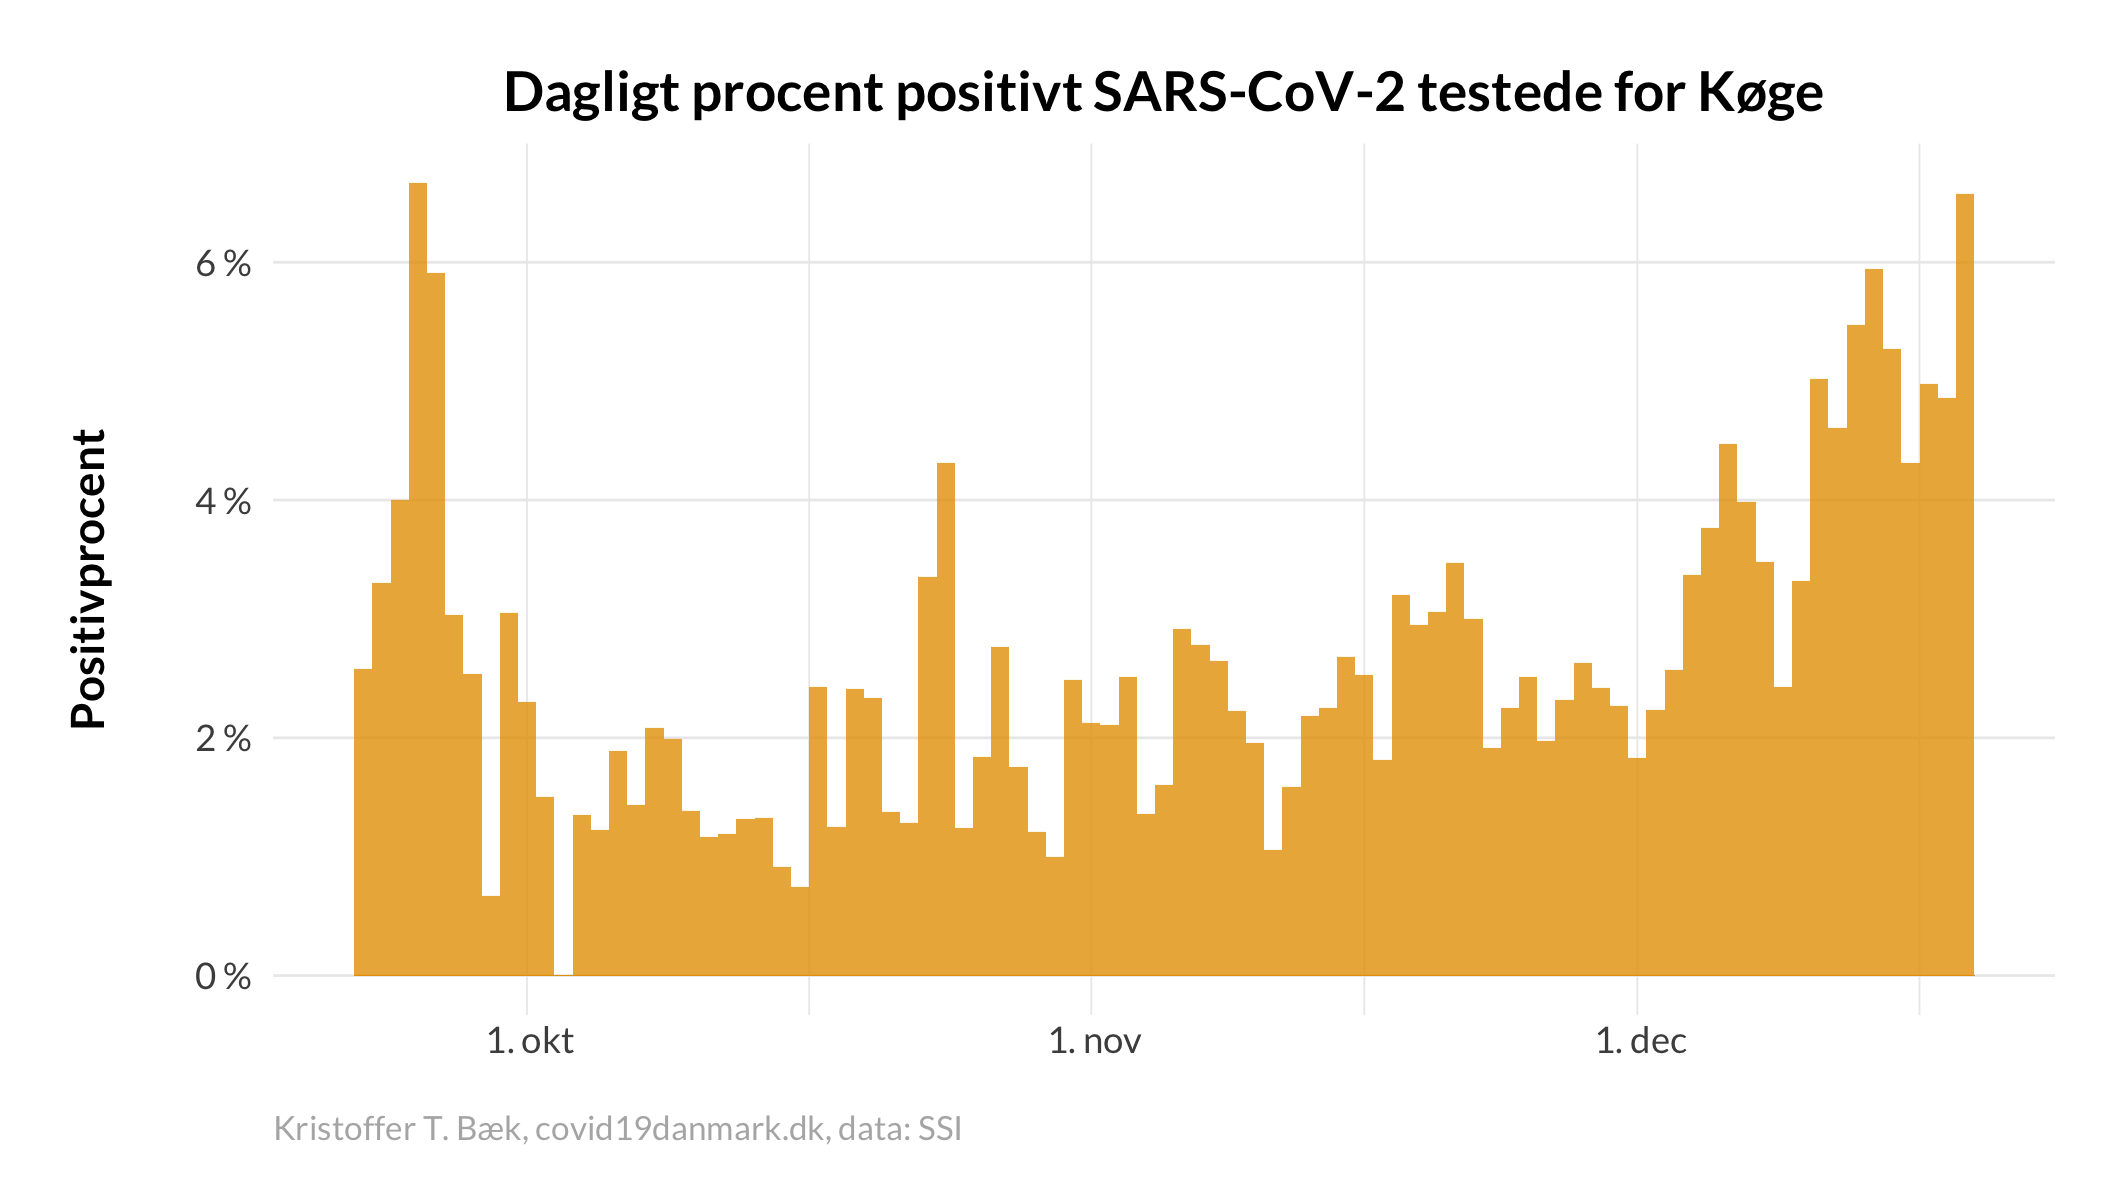 Dagligt procent positivt SARS-CoV-2 testede for Køge
Positivprocent
6 %
4 %
2 %
0 %
1. okt
1. nov
1. dec
Kristoffer T. Bæk, covid19danmark.dk, data: SSI